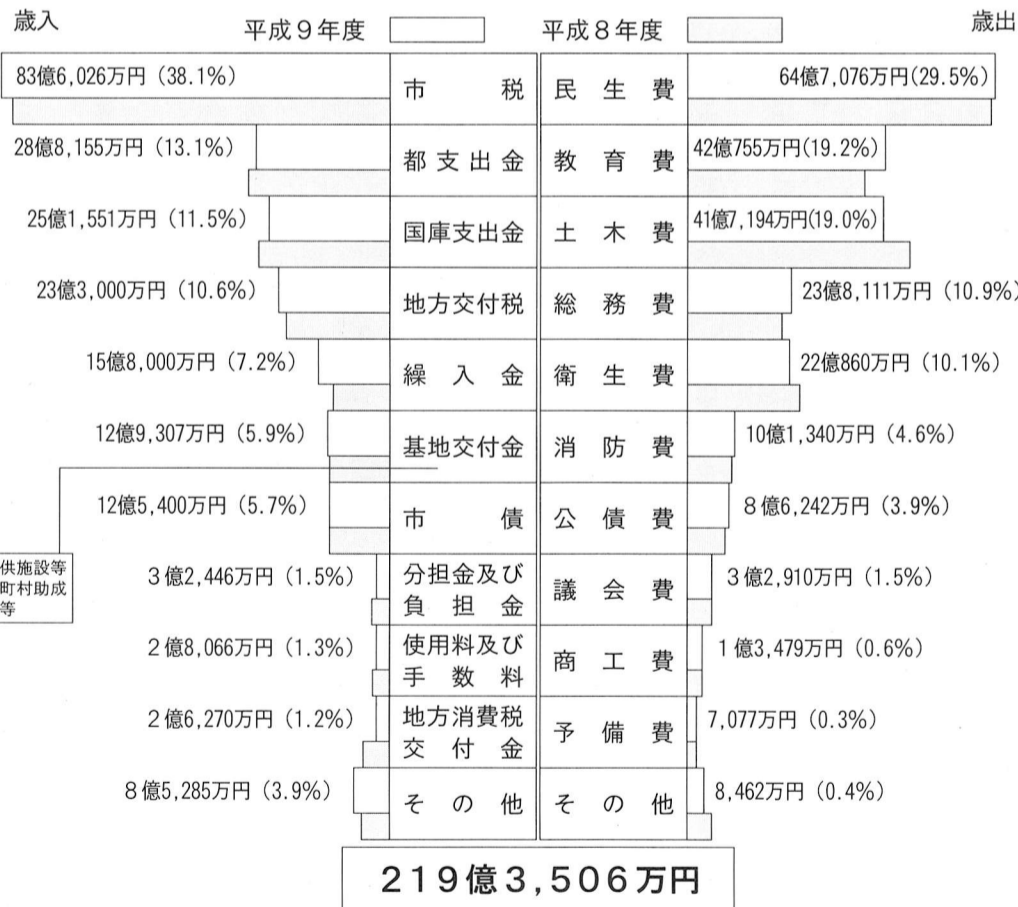 歳入
平成9年度
平成8年度
歳出
83億6,026万円（38.1%）
市税
民生費
64億7,076万円(29.5%)
28億8,155万円（13.1%）
都支出金
教育費
42億755万円(19.2%)
25億1,551万円（11.5%）
国庫支出金
土木費
41億7,194万円(19.0%)
23億3,000万円（10.6%）
地方交付税
総務費
23億8,111万円（10.9%）
15億8,000万円（7.2%）
繰入金
衛生費
22億860万円（10.1%）
12億9,307万円（5.9%）
基地交付金
消防費
10億1,340万円（4.6%）
12億5,400万円（5.7%）
市債
公債費
8億6,242万円（3.9%）
供施設等
町村助成
等
3億2,446万円（1.5%）
分担金及び
負担金
議会費
3億2,910万円（1.5%）
2億8,066万円（1.3%）
使用料及び
手数料
商工費
1億3,479万円（0.6%）
2億6,270万円（1.2%）
地方消費税
交付金
予備費
7,077万円（0.3%）
8億5,285万円（3.9%）
その他
その他
8,462万円（0.4%）
219億3,506万円